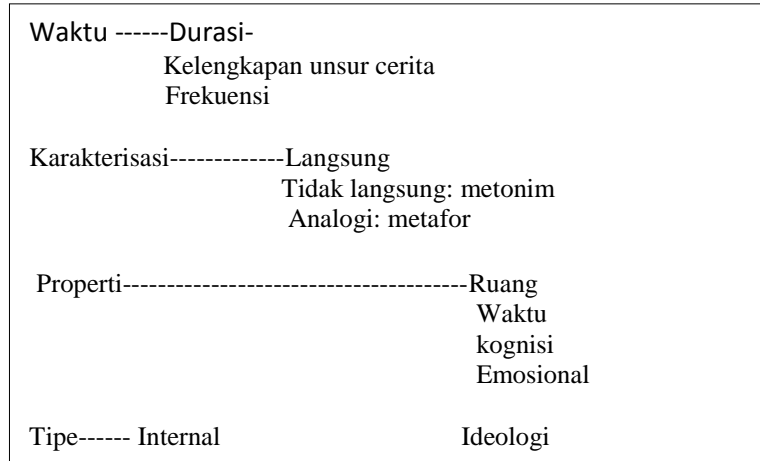 Waktu ------Durasi-
Kelengkapan unsur cerita
Frekuensi
Karakterisasi-------------Langsung
Tidak langsung: metonim
Analogi: metafor
Properti---------------------------------------Ruang
Waktu
kognisi
Emosional
Tipe------ Internal Ideologi